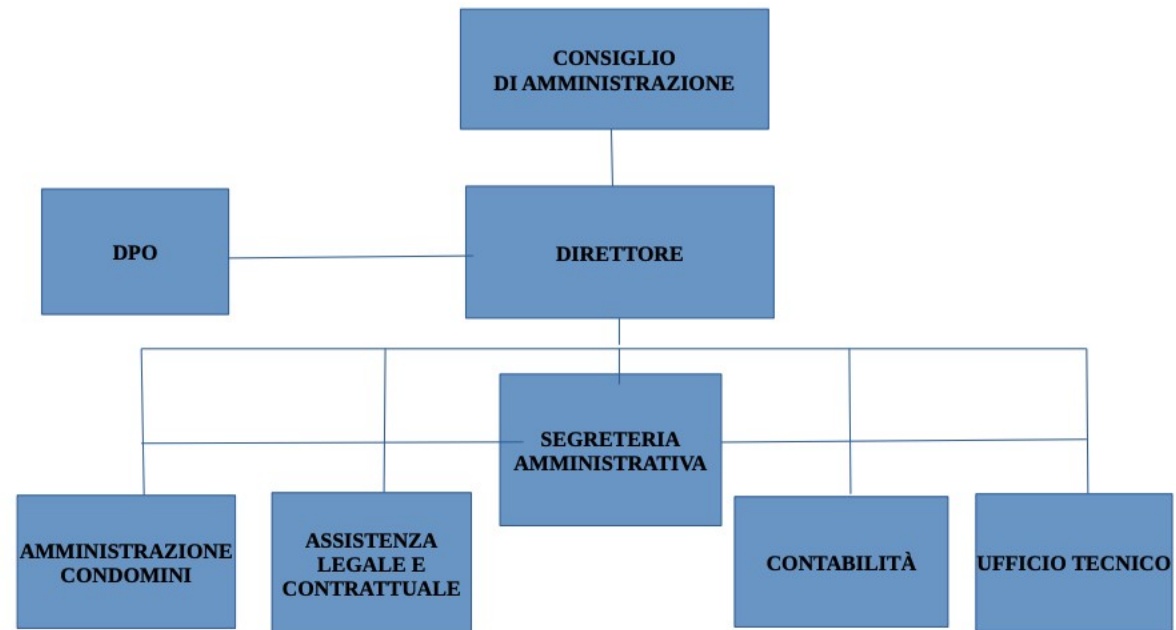 CONSIGLIO
DI AMMINISTRAZIONE
DPO
DIRETTORE
SEGRETERIA
AMMINISTRATIVA
AMMINISTRAZIONE
CONDOMINI
ASSISTENZA
LEGALE E
CONTRATTUALE
CONTABILITÀ
UFFICIO TECNICO